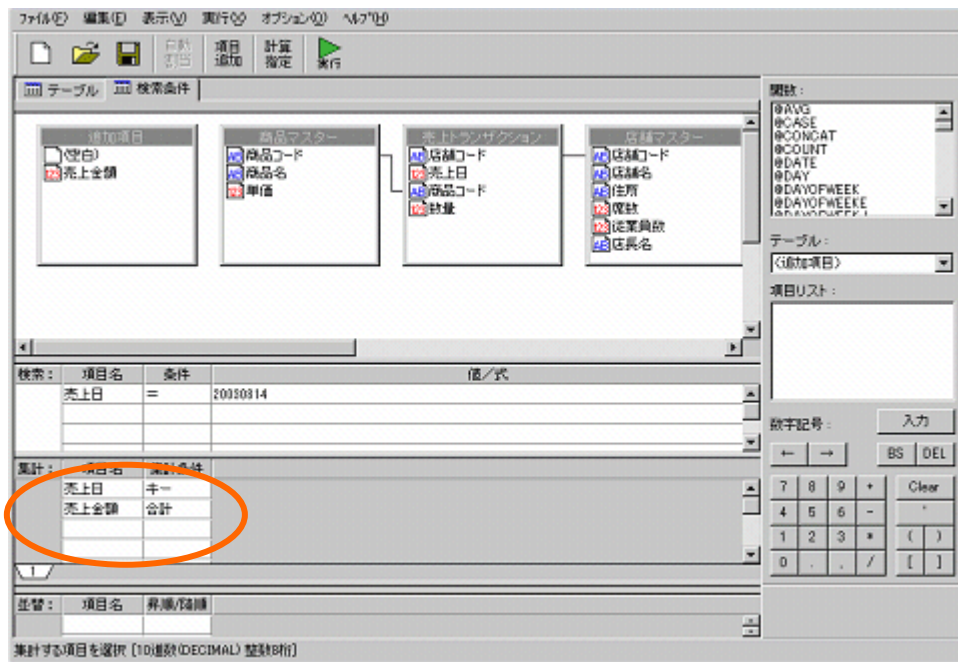 ファイル(F) 編集(E) 表示(V) 実行(X) オプション(O) ヘルプ(H)
自動割当 項目追加 計算指定 実行
テーブル 検索条件
追加項目
(空白)
売上金額
商品マスター
商品コード
商品名
単価
売上トランザクション
店舗コード
売上日
商品コード
数量
店舗マスター
店舗コード
店舗名
住所
席数
従業員数
店長名
検索: 項目名 条件 値/式
売上日 = 20030814
集計: 項目名 集計条件
売上日 キー
売上金額 合計
1
並替: 項目名 昇順/降順
集計する項目を選択 [10進数(DECIMAL) 整数8桁]
関数:
@AVG
@CASE
@CONCAT
@COUNT
@DATE
@DAY
@DAYOFWEEK
@DAYOFWEEKE
テーブル:
<追加項目>
項目リスト:
数字記号: 入力
← → BS DEL
7 8 9 + Clear
4 5 6 - '
1 2 3 * ( )
0 . , / [ ]